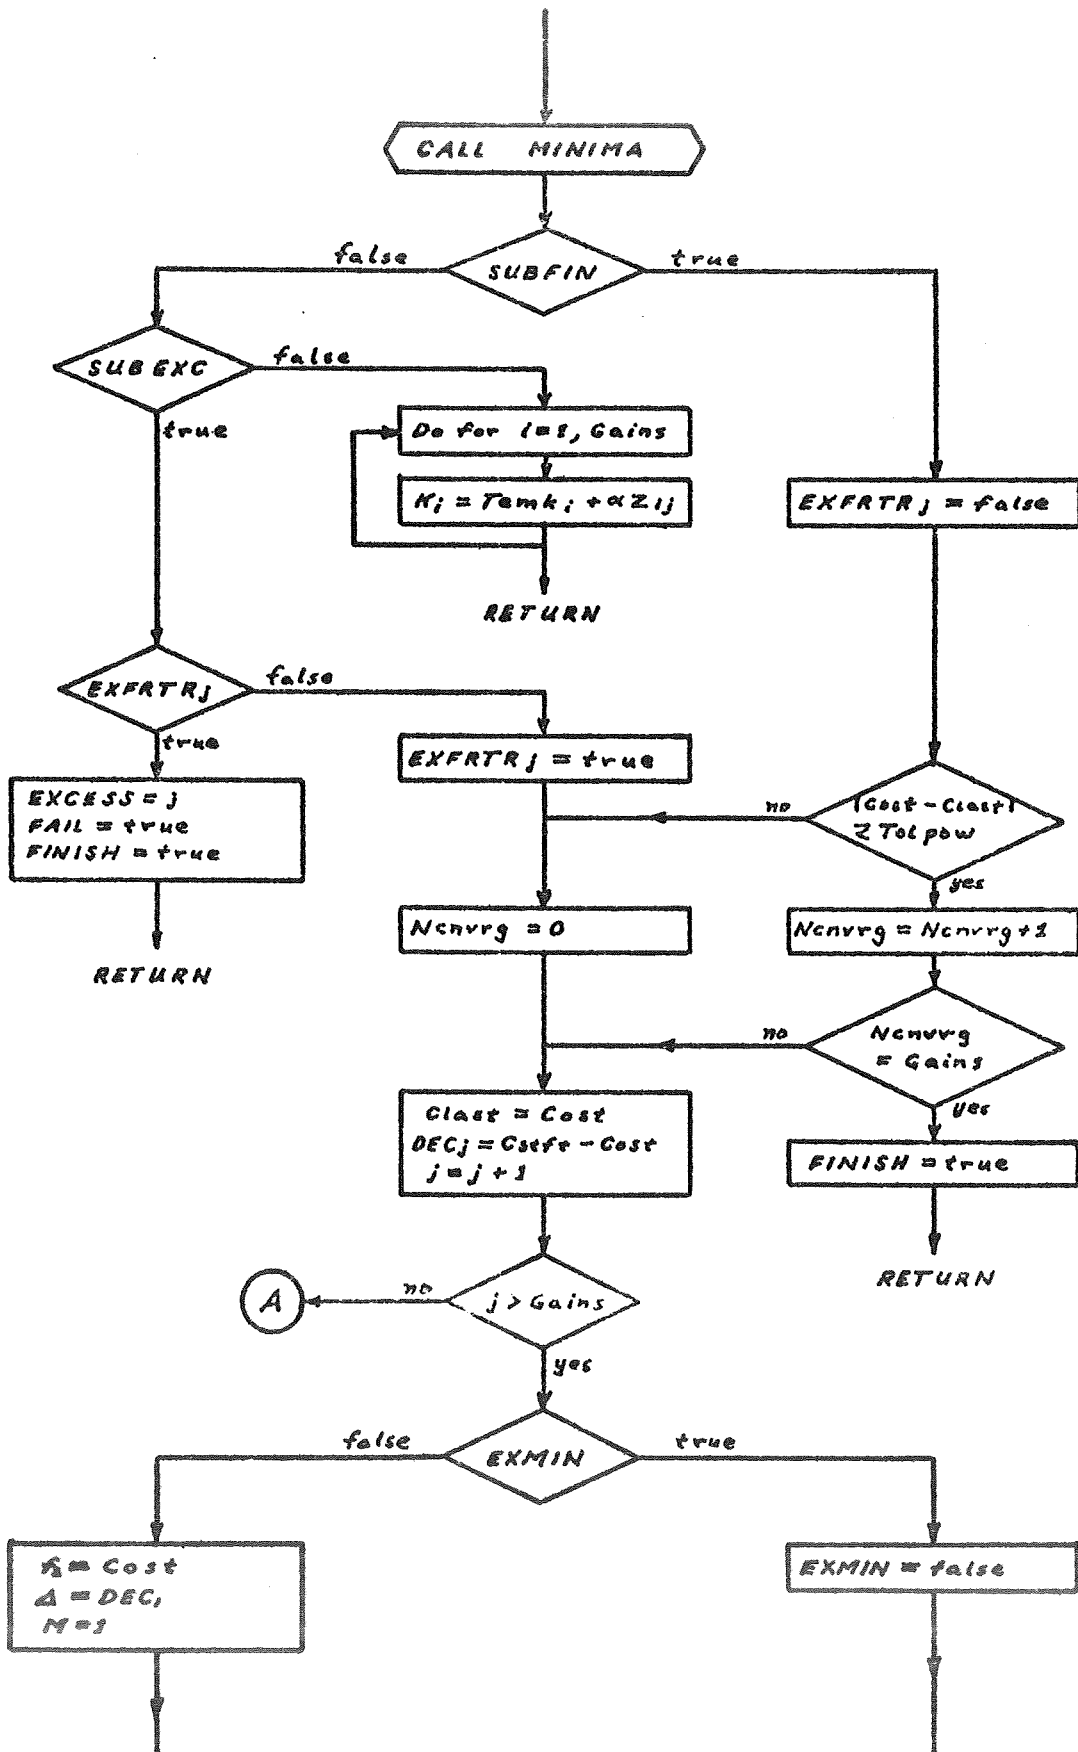 CALL MINIMA
false
SUBFIN
true
SUBEXC
false
true
Do for i=1, Gains
Ki = Temki + αZij
RETURN
EXFRTRj = false
EXFRTRj
false
true
EXFRTRj = true
EXCESS = j
FAIL = true
FINISH = true
RETURN
no
|Cost - Clast|
Tolpow
yes
Ncnvrg = 0
Ncnvrg = Ncnvrg + 1
no
Ncnvrg
= Gains
yes
Clast = Cost
DECj = Cstft - Cost
j = j + 1
FINISH = true
RETURN
A
no
j > Gains
yes
false
EXMIN
true
= Cost
Δ = DEC1
M = 1
EXMIN = false